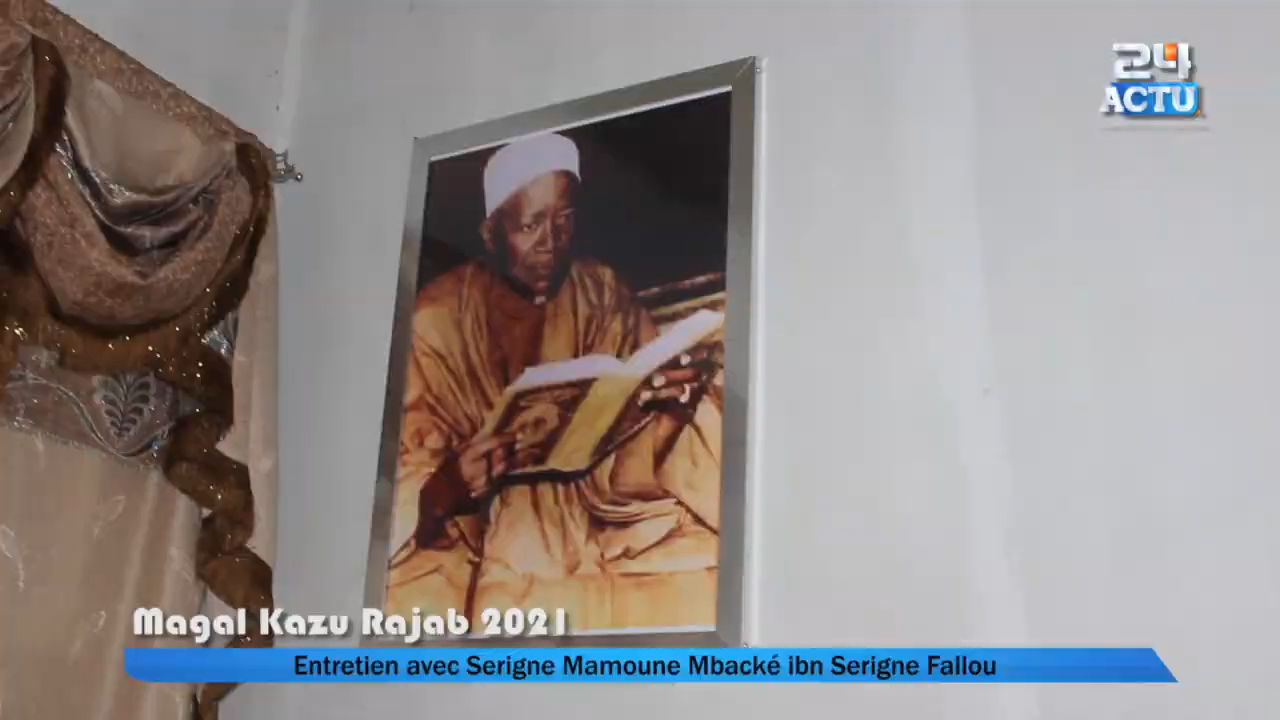 24
ACTU
Magal Kazu Rajab 2021
Entretien avec Serigne Mamoune Mbacké ibn Serigne Fallou